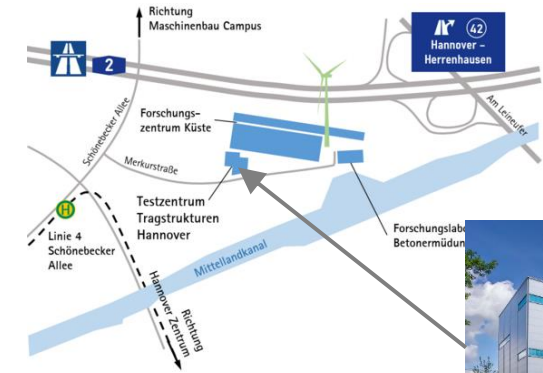 Richtung
Maschinenbau Campus
2
42
Hannover -
Herrenhausen
Schönebecker Allee
Am Leineufer
Forschungs-
zentrum Küste
Merkurstraße
Testzentrum
Tragstrukturen
Hannover
H
Linie 4
Schönebecker
Allee
Mittellandkanal
Richtung
Hannover Zentrum